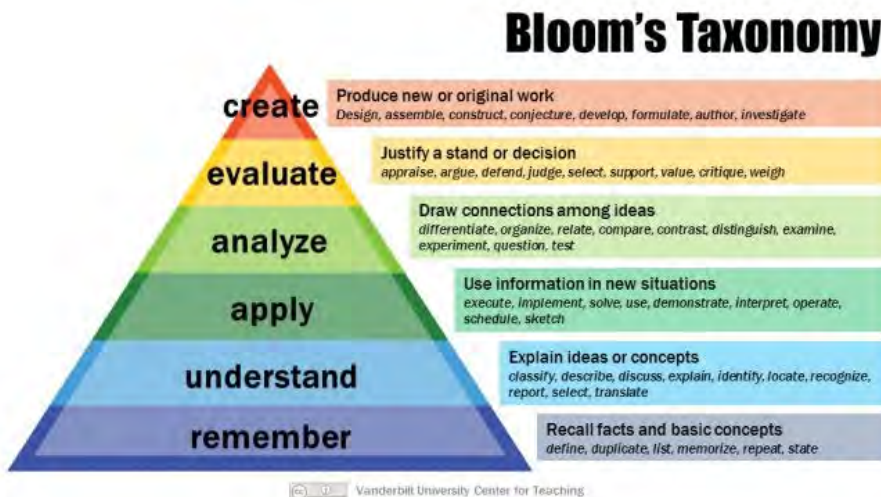 Bloom's Taxonomy
create
Produce new or original work
Design, assemble, construct, conjecture, develop, formulate, author, investigate
evaluate
Justify a stand or decision
appraise, argue, defend, judge, select, support, value, critique, weigh
analyze
Draw connections among ideas
differentiate, organize, relate, compare, contrast, distinguish, examine,
experiment, question, test
apply
Use information in new situations
execute, implement, solve, use, demonstrate, interpret, operate,
schedule, sketch
understand
Explain ideas or concepts
classify, describe, discuss, explain, identify, locate, recognize,
report, select, translate
remember
Recall facts and basic concepts
define, duplicate, list, memorize, repeat, state
cc Vanderbilt University Center for Teaching